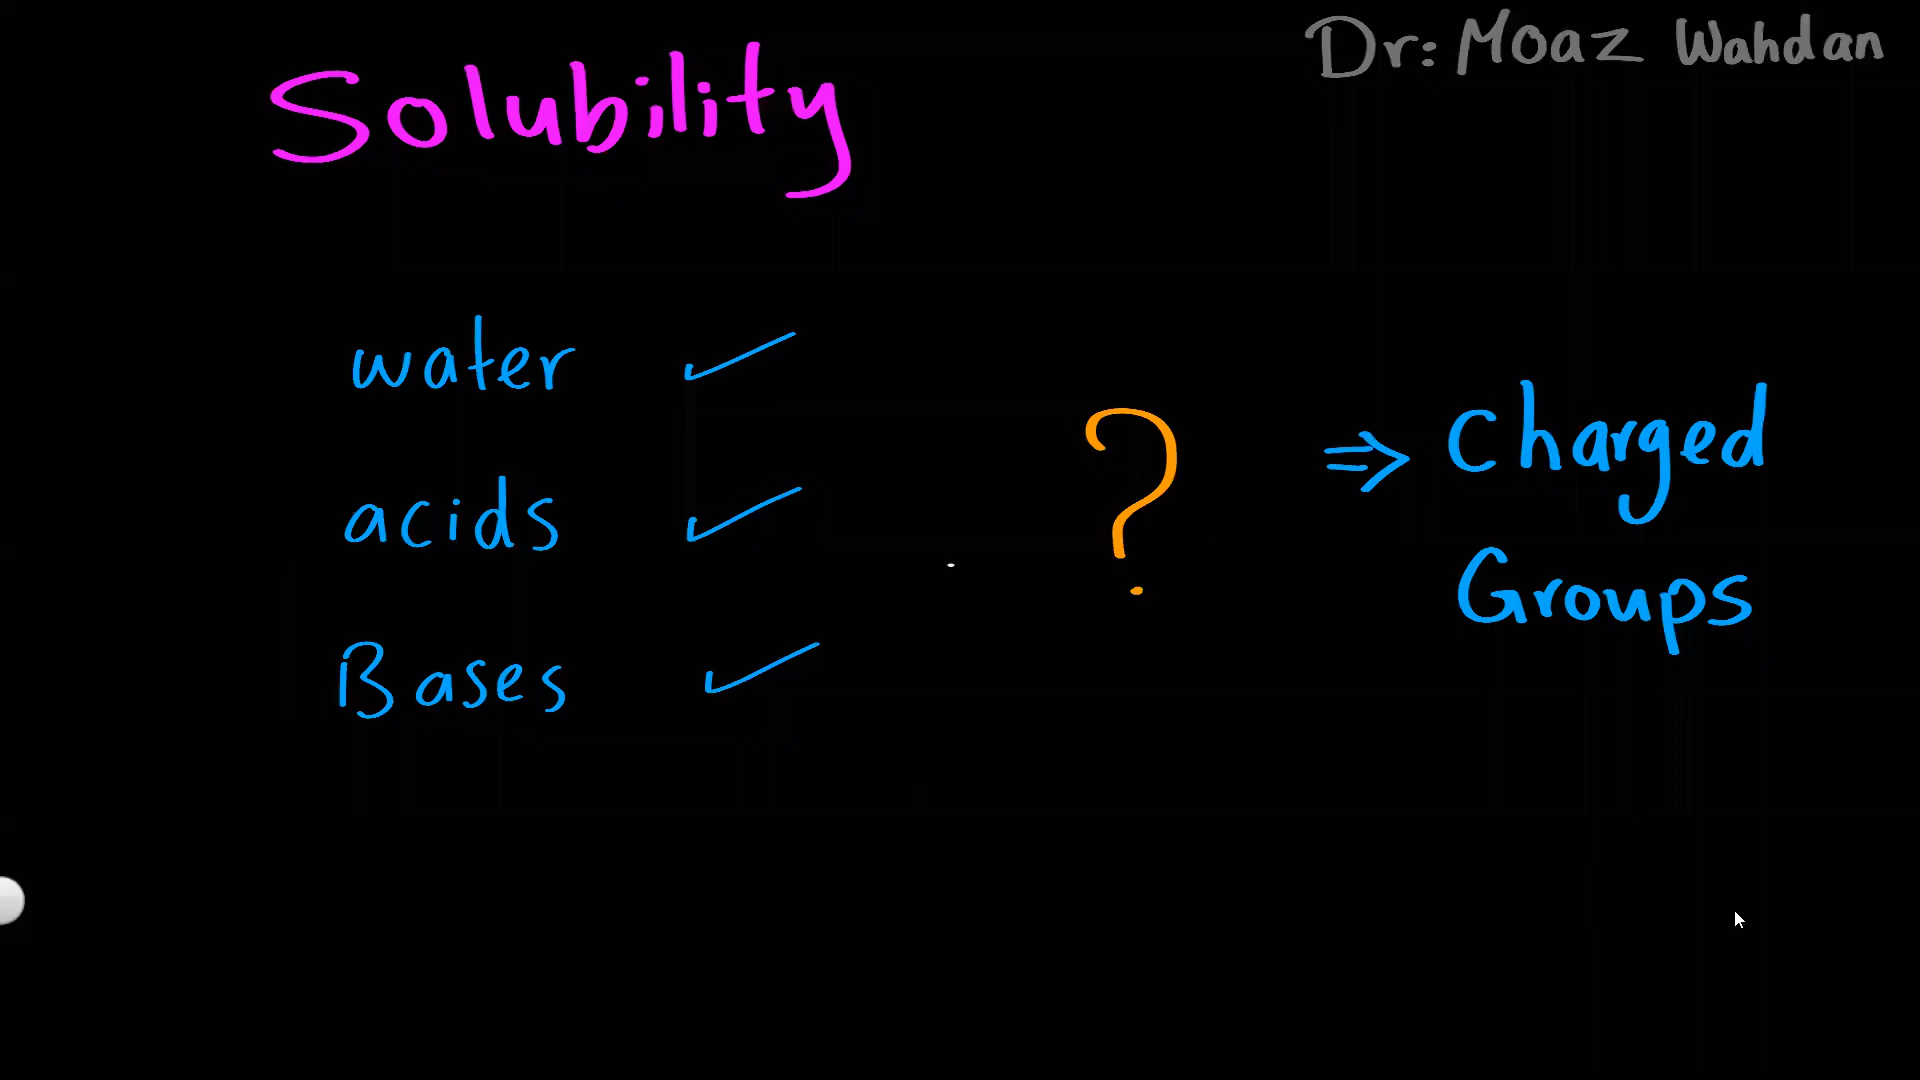 Dr: Moaz Wahdan
Solubility
water ✓
acids ✓
Bases ✓
?
⇒ Charged
Groups